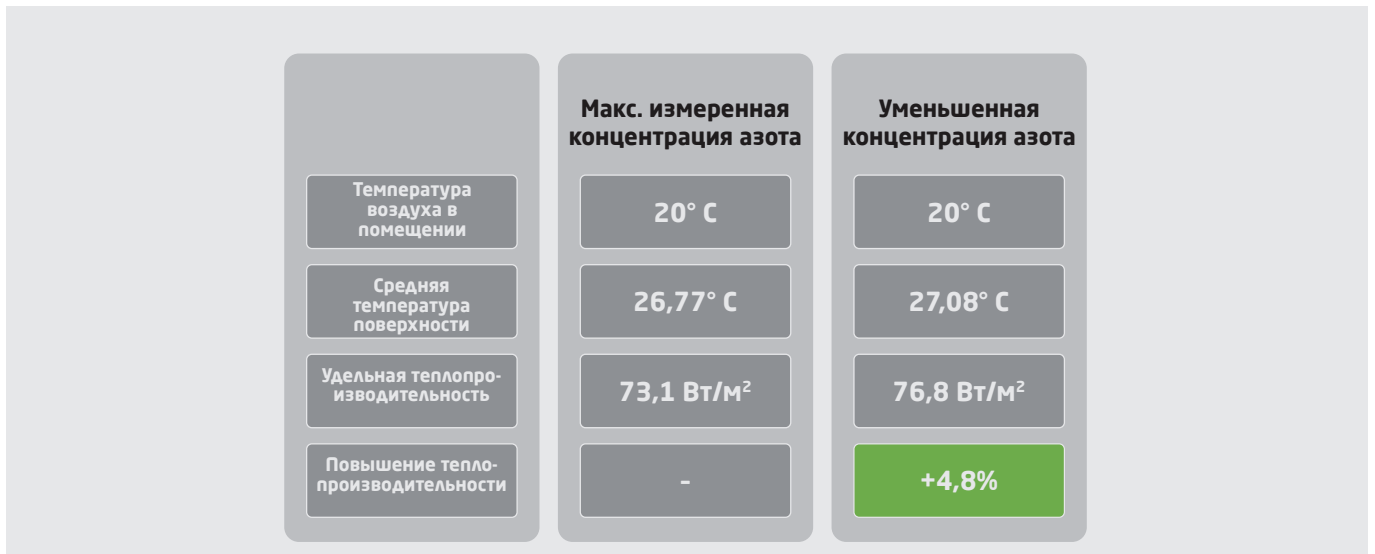 Макс. измеренная
концентрация азота
Уменьшенная
концентрация азота
Температура
воздуха в
помещении
20° C
20° C
Средняя
температура
поверхности
26,77° C
27,08° C
Удельная теплопро-
изводительность
73,1 Вт/м²
76,8 Вт/м²
Повышение тепло-
производительности
-
+4,8%